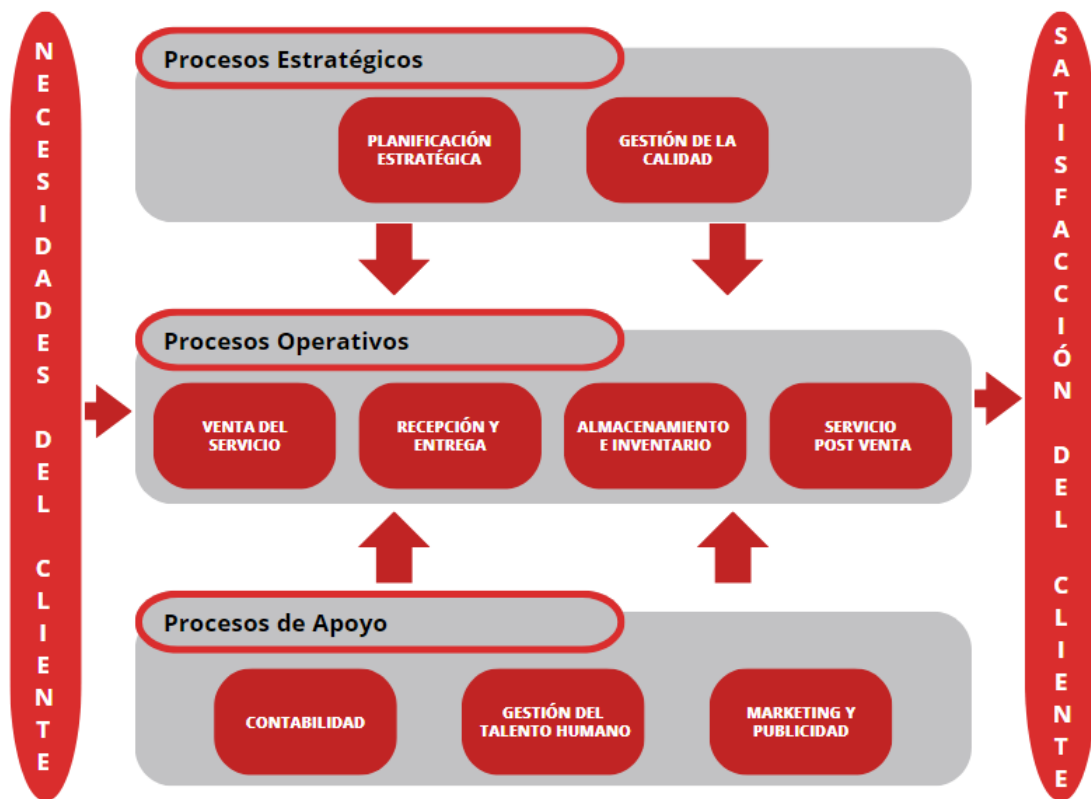 NECESIDADES DEL CLIENTE
Procesos Estratégicos
PLANIFICACIÓN
ESTRATÉGICA
GESTIÓN DE LA
CALIDAD
Procesos Operativos
VENTA DEL
SERVICIO
RECEPCIÓN Y
ENTREGA
ALMACENAMIENTO
E INVENTARIO
SERVICIO
POST VENTA
Procesos de Apoyo
CONTABILIDAD
GESTIÓN DEL
TALENTO HUMANO
MARKETING Y
PUBLICIDAD
SATISFACCIÓN DEL CLIENTE